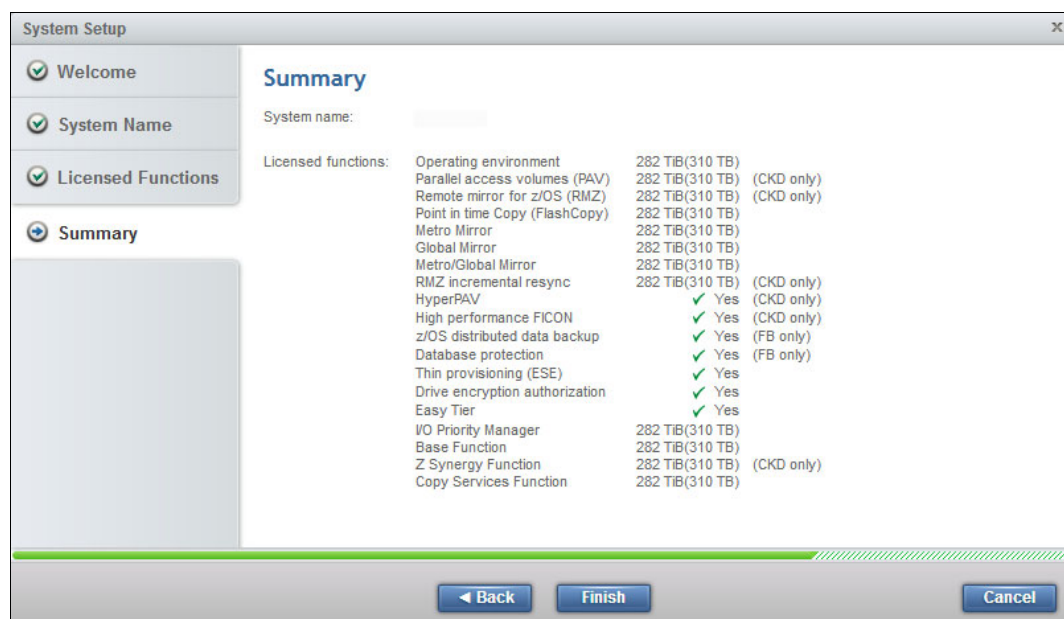 System Setup x
Welcome
System Name
Licensed Functions
Summary
Summary
System name:
Licensed functions: Operating environment 282 TiB(310 TB)
Parallel access volumes (PAV) 282 TiB(310 TB) (CKD only)
Remote mirror for z/OS (RMZ) 282 TiB(310 TB) (CKD only)
Point in time Copy (FlashCopy) 282 TiB(310 TB)
Metro Mirror 282 TiB(310 TB)
Global Mirror 282 TiB(310 TB)
Metro/Global Mirror 282 TiB(310 TB)
RMZ incremental resync 282 TiB(310 TB) (CKD only)
HyperPAV ✓ Yes (CKD only)
High performance FICON ✓ Yes (CKD only)
z/OS distributed data backup ✓ Yes (FB only)
Database protection ✓ Yes (FB only)
Thin provisioning (ESE) ✓ Yes
Drive encryption authorization ✓ Yes
Easy Tier ✓ Yes
I/O Priority Manager 282 TiB(310 TB)
Base Function 282 TiB(310 TB)
Z Synergy Function 282 TiB(310 TB) (CKD only)
Copy Services Function 282 TiB(310 TB)
◄ Back Finish Cancel